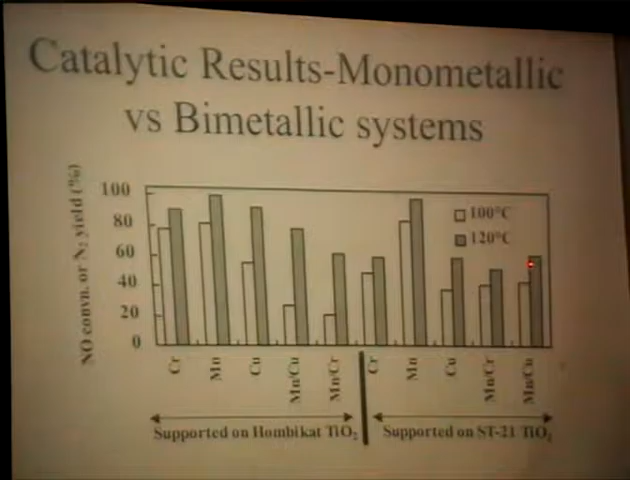 Catalytic Results-Monometallic
vs Bimetallic systems
NO convn. or N2 yield (%)
100
80
60
40
20
0
100°C
120°C
Cr
Mn
Cu
Mn/Cu
Mn/Cr
Cr
Mn
Cu
Mn/Cr
Mn/Cu
Supported on Hombikat TiO2
Supported on ST-21 TiO2